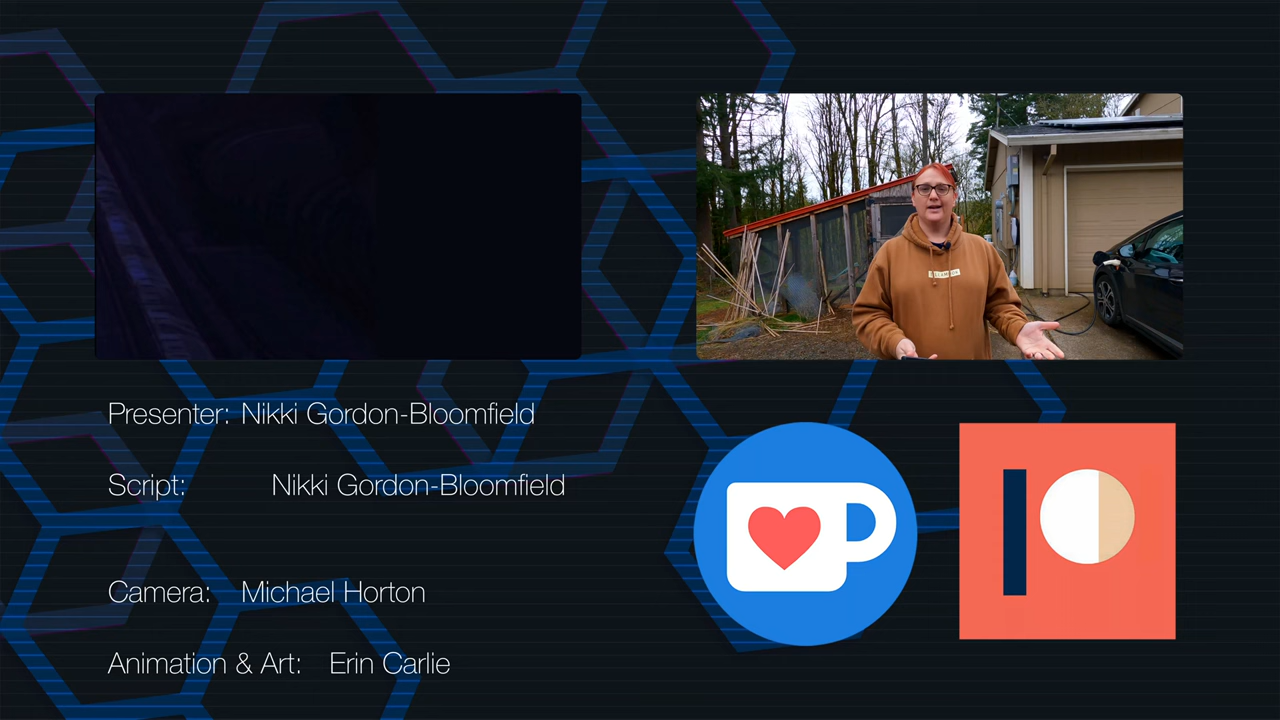 Presenter: Nikki Gordon-Bloomfield
Script: Nikki Gordon-Bloomfield
Camera: Michael Horton
Animation & Art: Erin Carlie